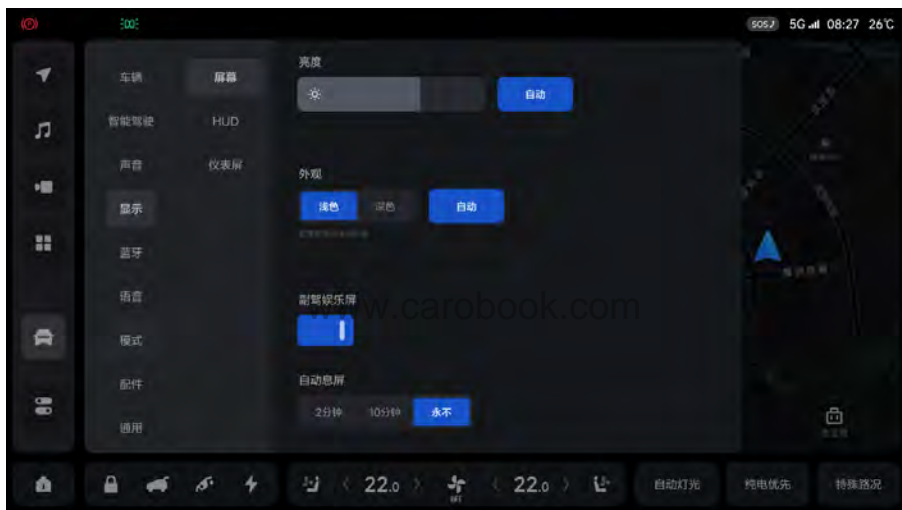 SOS 5G 08:27 26℃
车辆
智能驾驶
声音
显示
蓝牙
语音
模式
配件
通用
屏幕
HUD
仪表屏
亮度
自动
外观
浅色 深色 自动
副驾娱乐屏
www.carobook.com
自动息屏
2分钟 10分钟 永不
22.0 OFF 22.0 自动灯光 纯电优先 特殊路况